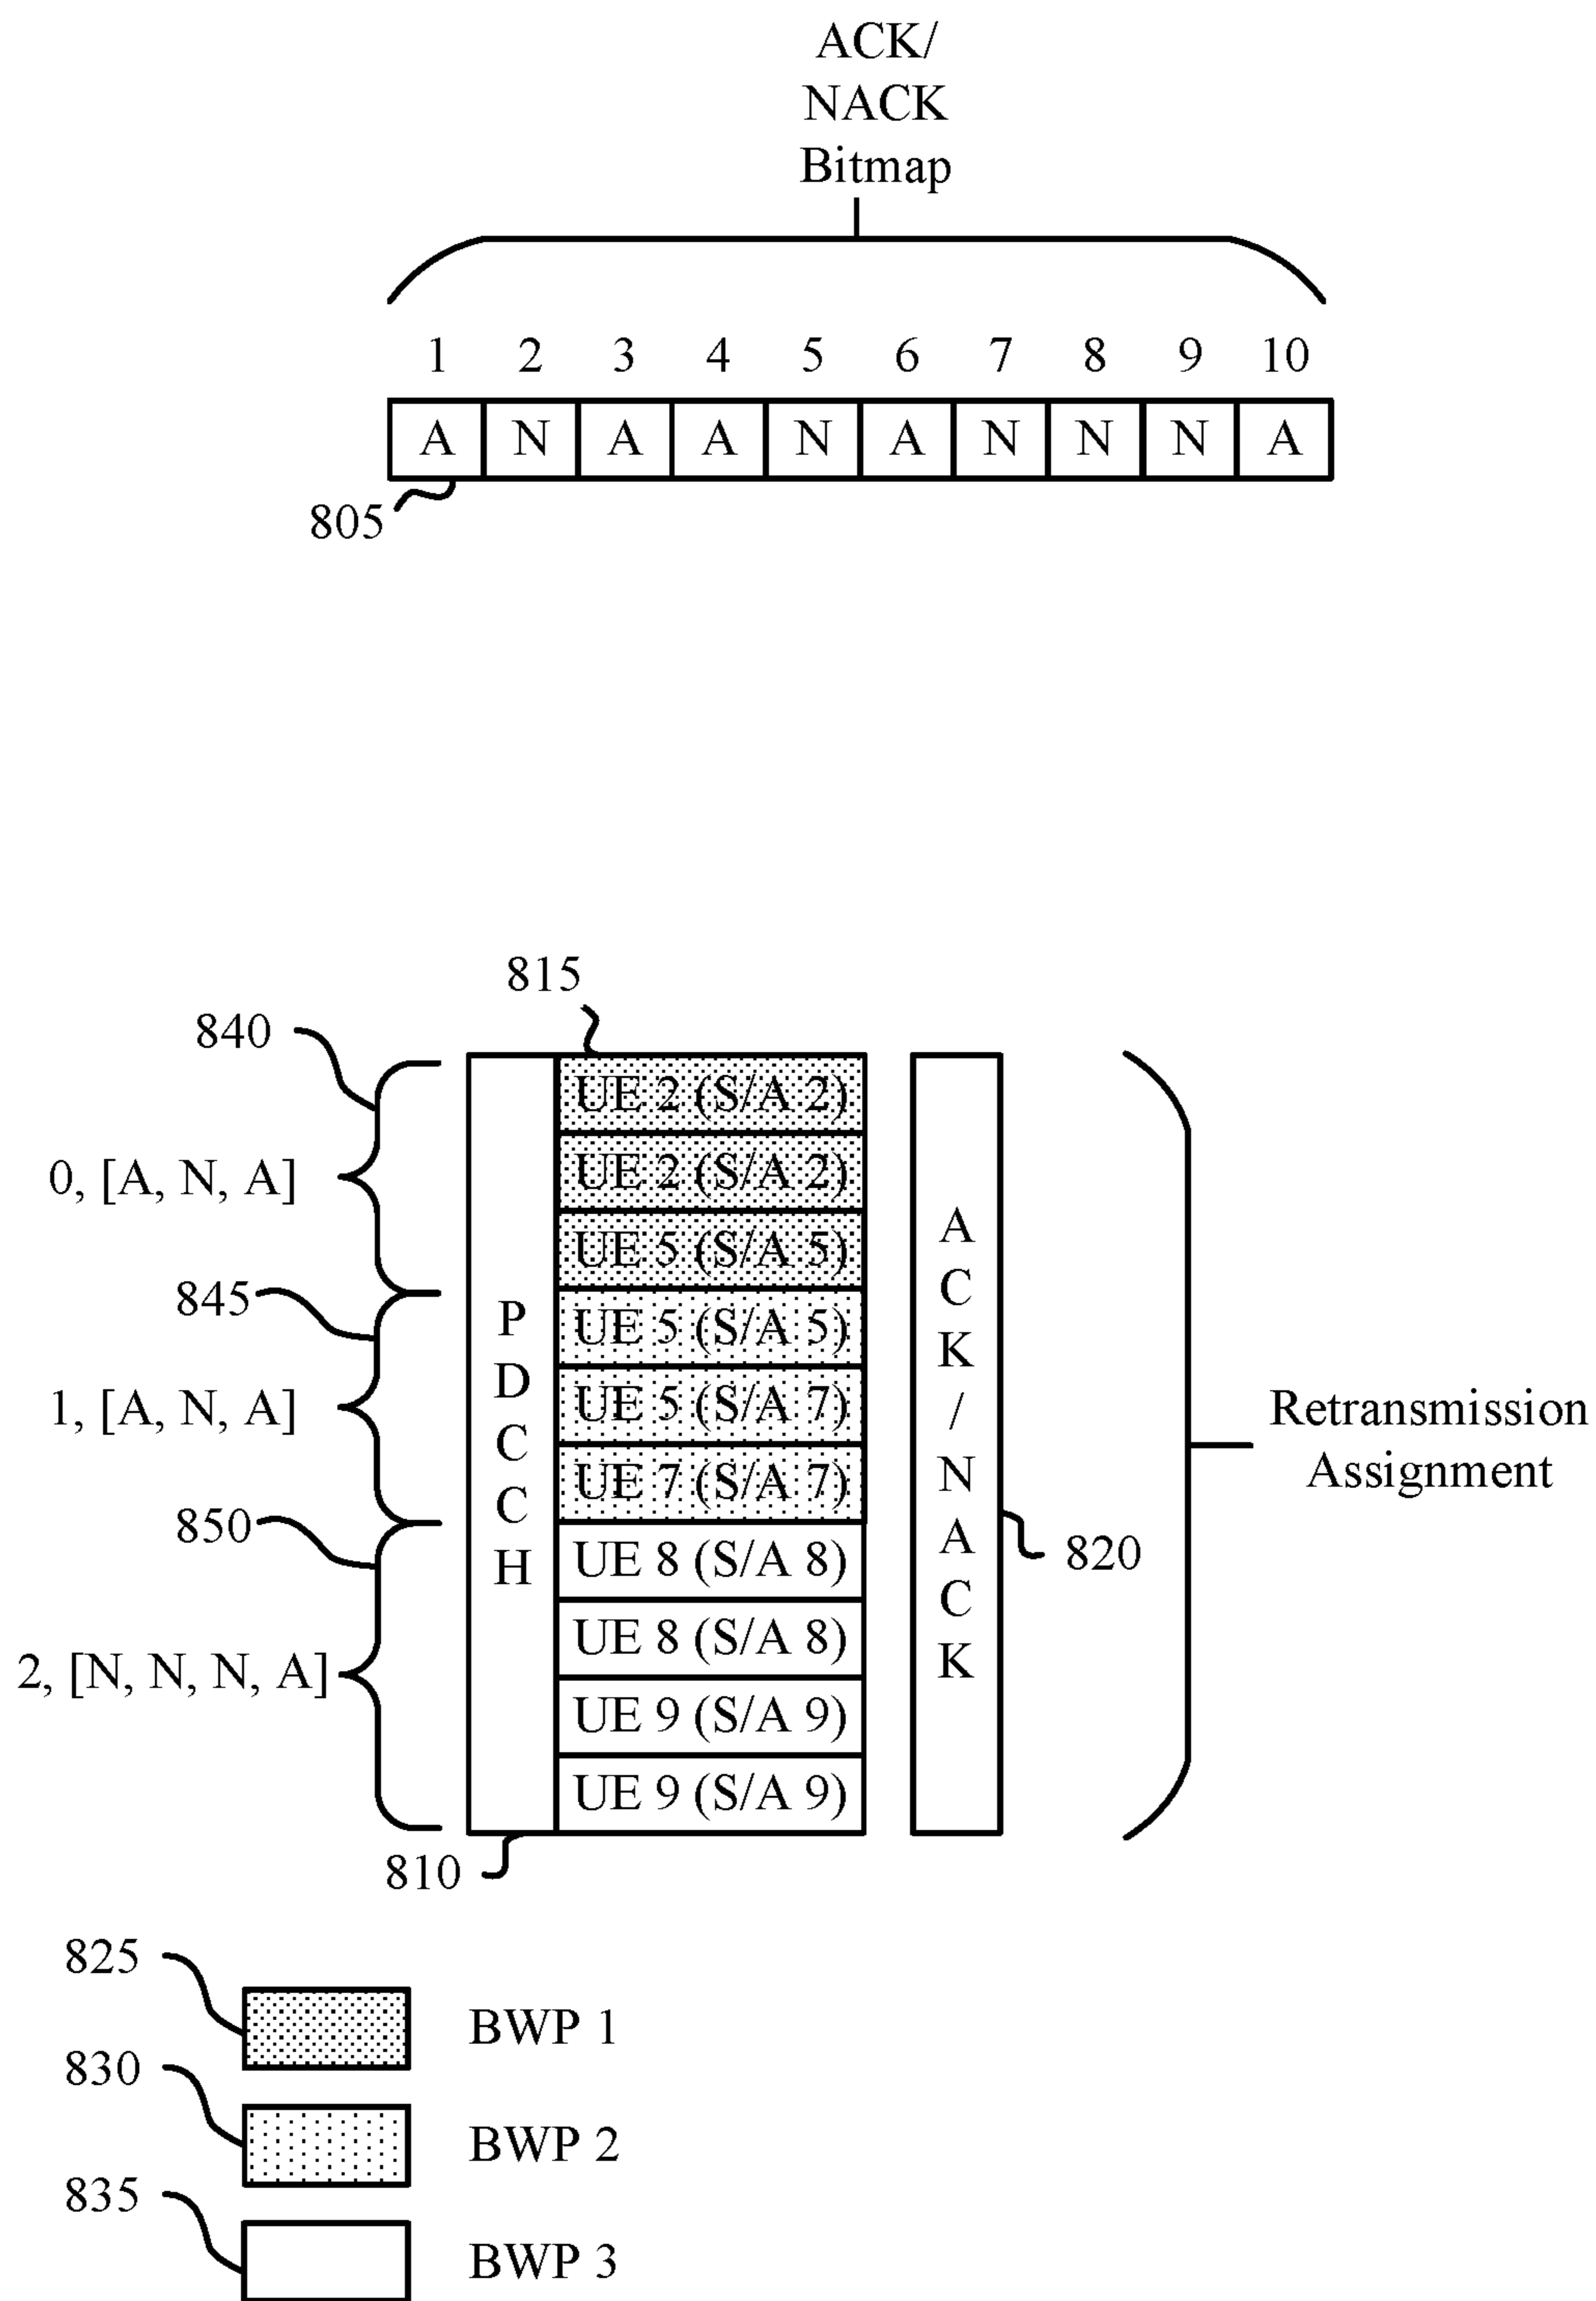 ACK/
NACK
Bitmap
1 2 3 4 5 6 7 8 9 10
A N A A N A N N N A
805
815
840
UE 2 (S/A 2)
0, [A, N, A]
UE 2 (S/A 2)
UE 5 (S/A 5)
845
UE 5 (S/A 5)
1, [A, N, A]
UE 5 (S/A 7)
UE 7 (S/A 7)
850
UE 8 (S/A 8)
UE 8 (S/A 8)
2, [N, N, N, A]
UE 9 (S/A 9)
UE 9 (S/A 9)
PDCCH
ACK/NACK
820
Retransmission
Assignment
810
825
BWP 1
830
BWP 2
835
BWP 3